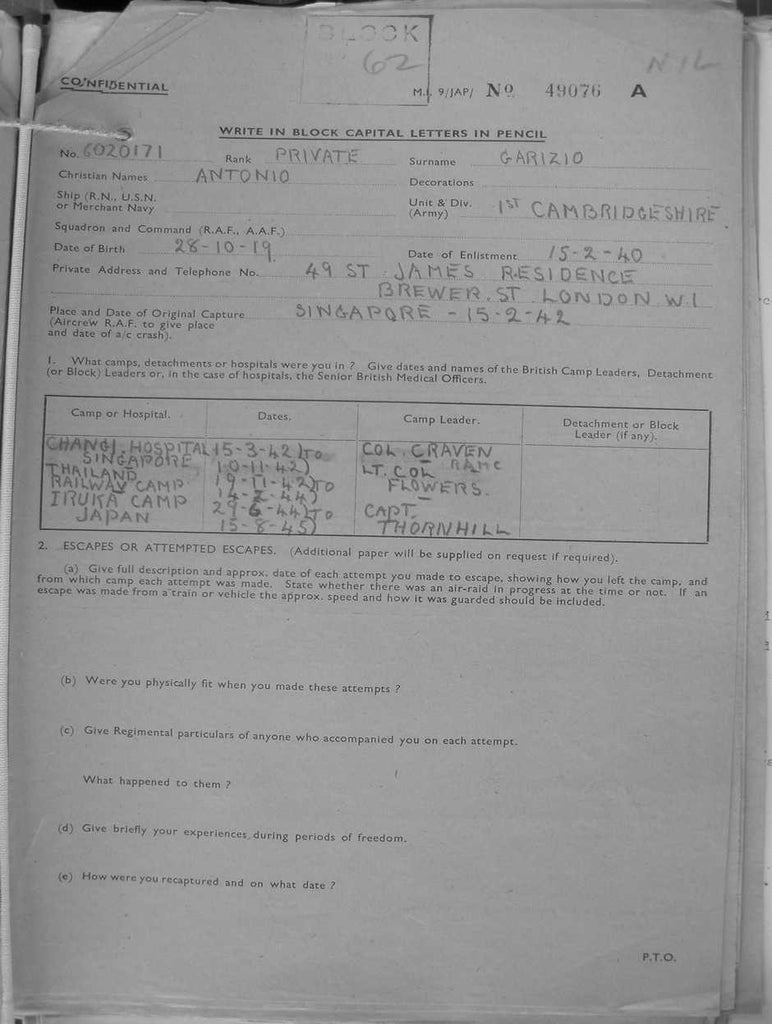 BLOCK
62
NIL
CONFIDENTIAL
M.I. 9/JAP/ No 49076 A
WRITE IN BLOCK CAPITAL LETTERS IN PENCIL
No. 6020171 Rank PRIVATE Surname GARIZIO
Christian Names ANTONIO Decorations
Ship (R.N., U.S.N. or Merchant Navy
Unit & Div. (Army) 1ST CAMBRIDGESHIRE
Squadron and Command (R.A.F., A.A.F.)
Date of Birth 28-10-19 Date of Enlistment 15-2-40
Private Address and Telephone No. 49 ST JAMES RESIDENCE
BREWER. ST. LONDON W.1
Place and Date of Original Capture SINGAPORE - 15-2-42
(Aircrew R.A.F. to give place
and date of a/c crash).
1. What camps, detachments or hospitals were you in ? Give dates and names of the British Camp Leaders, Detachment
(or Block) Leaders or, in the case of hospitals, the Senior British Medical Officers.
Camp or Hospital. Dates. Camp Leader. Detachment or Block
Leader (if any).
CHANGI. HOSPITAL 15-3-42) TO COL. CRAVEN
SINGAPORE 10-11-42) RAMC
THAILAND 19-11-42) TO LT. COL
RAILWAY CAMP 14-2-44) FLOWERS.
IRUKA CAMP 29-6-44) TO CAPT.
JAPAN 15-8-45) THORNHILL
2. ESCAPES OR ATTEMPTED ESCAPES. (Additional paper will be supplied on request if required).
(a) Give full description and approx. date of each attempt you made to escape, showing how you left the camp, and
from which camp each attempt was made. State whether there was an air-raid in progress at the time or not. If an
escape was made from a train or vehicle the approx. speed and how it was guarded should be included.
(b) Were you physically fit when you made these attempts ?
(c) Give Regimental particulars of anyone who accompanied you on each attempt.
What happened to them ?
(d) Give briefly your experiences during periods of freedom.
(e) How were you recaptured and on what date ?
P.T.O.